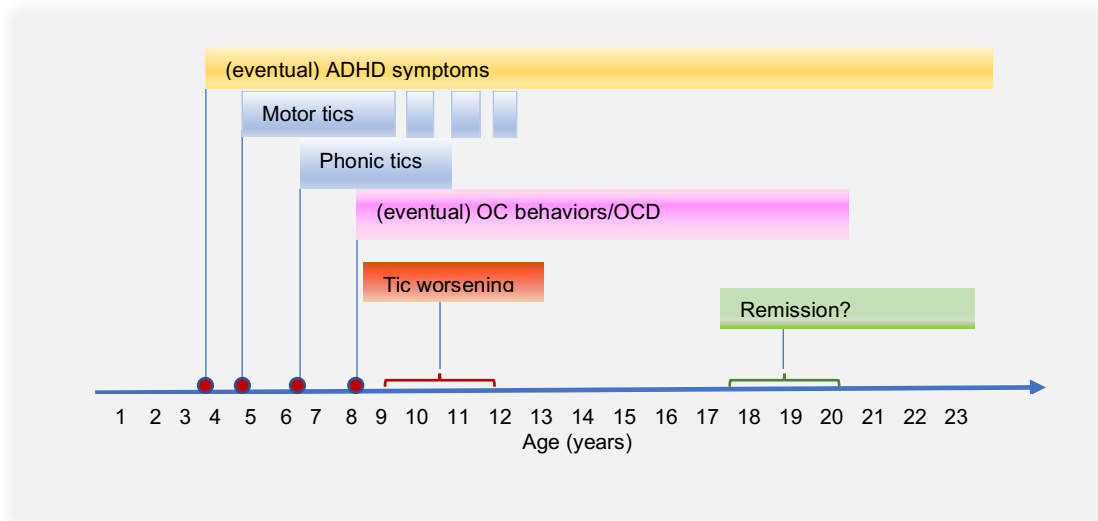 (eventual) ADHD symptoms
Motor tics
Phonic tics
(eventual) OC behaviors/OCD
Tic worsening
Remission?
1 2 3 4 5 6 7 8 9 10 11 12 13 14 15 16 17 18 19 20 21 22 23
Age (years)